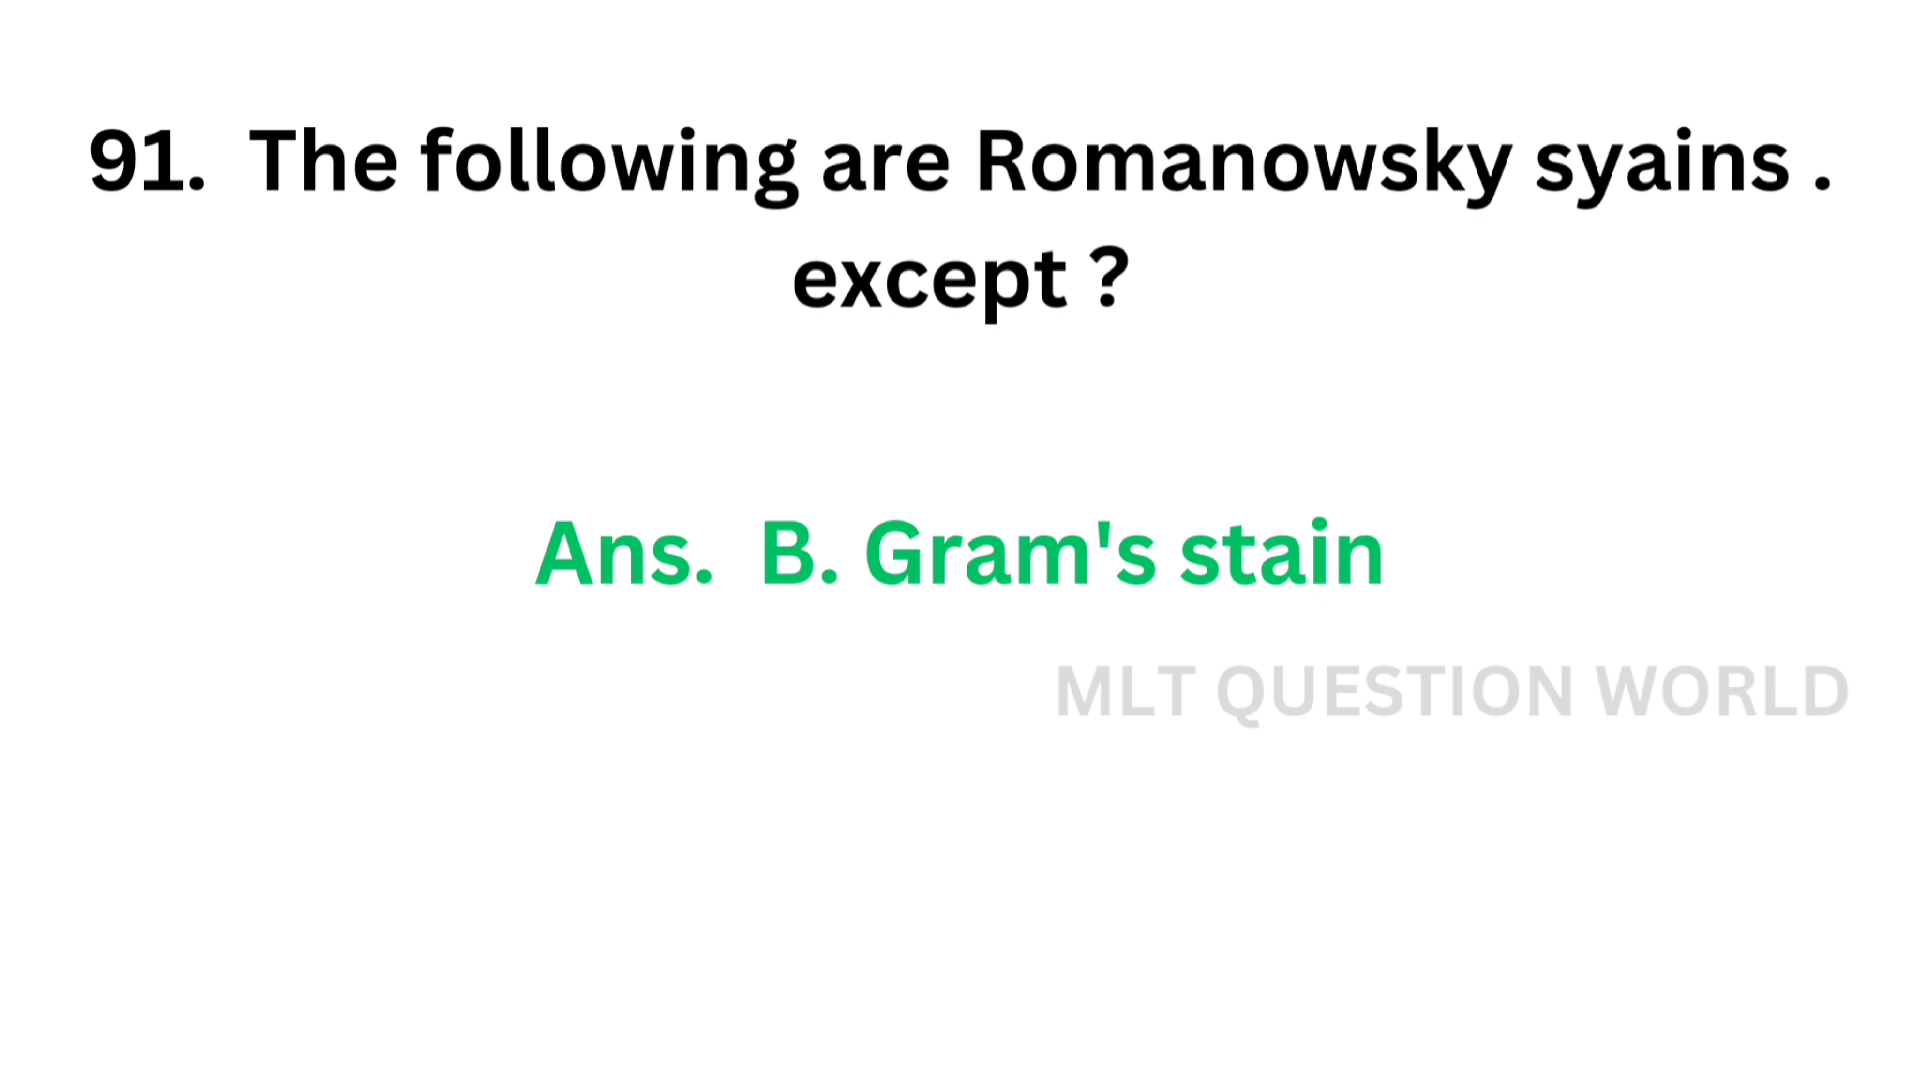 91. The following are Romanowsky syains .
except ?
Ans. B. Gram's stain
MLT QUESTION WORLD